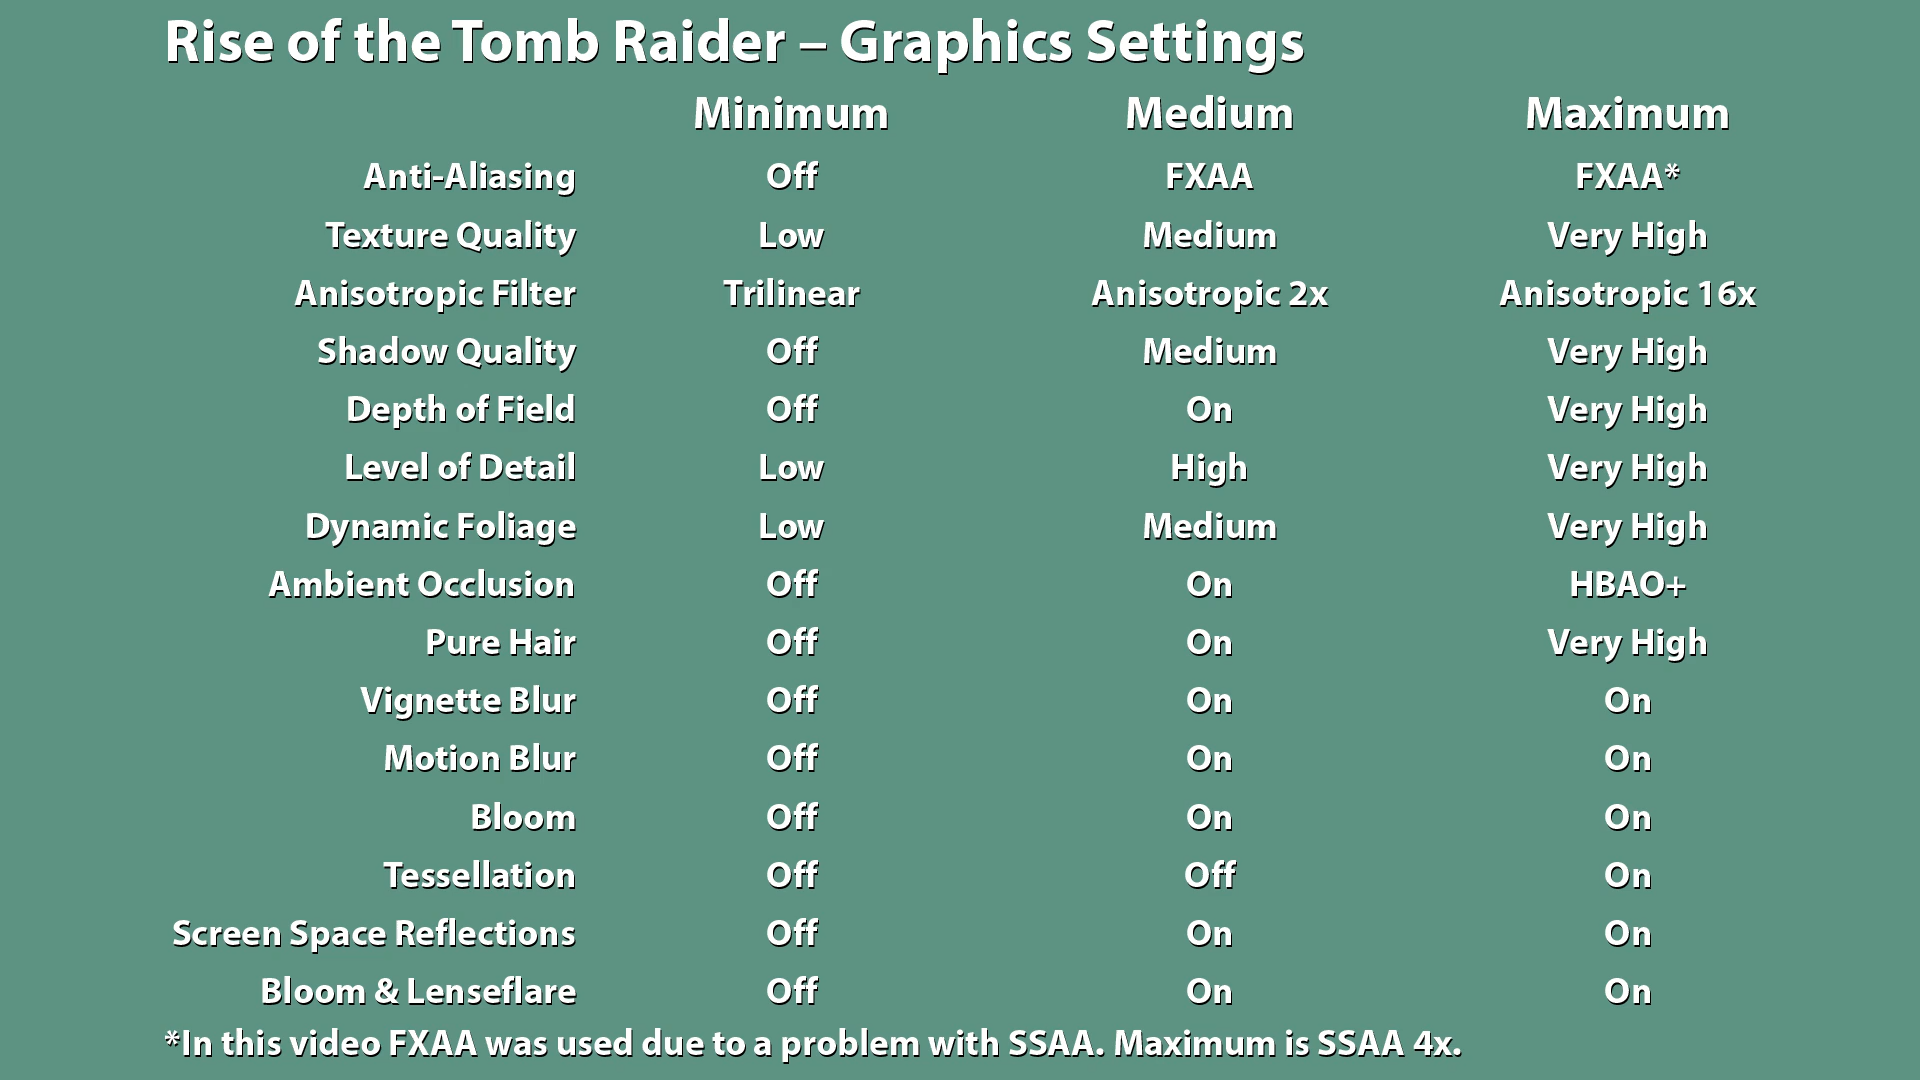 Rise of the Tomb Raider – Graphics Settings
Minimum Medium Maximum
Anti-Aliasing Off FXAA FXAA*
Texture Quality Low Medium Very High
Anisotropic Filter Trilinear Anisotropic 2x Anisotropic 16x
Shadow Quality Off Medium Very High
Depth of Field Off On Very High
Level of Detail Low High Very High
Dynamic Foliage Low Medium Very High
Ambient Occlusion Off On HBAO+
Pure Hair Off On Very High
Vignette Blur Off On On
Motion Blur Off On On
Bloom Off On On
Tessellation Off Off On
Screen Space Reflections Off On On
Bloom & Lenseflare Off On On
*In this video FXAA was used due to a problem with SSAA. Maximum is SSAA 4x.